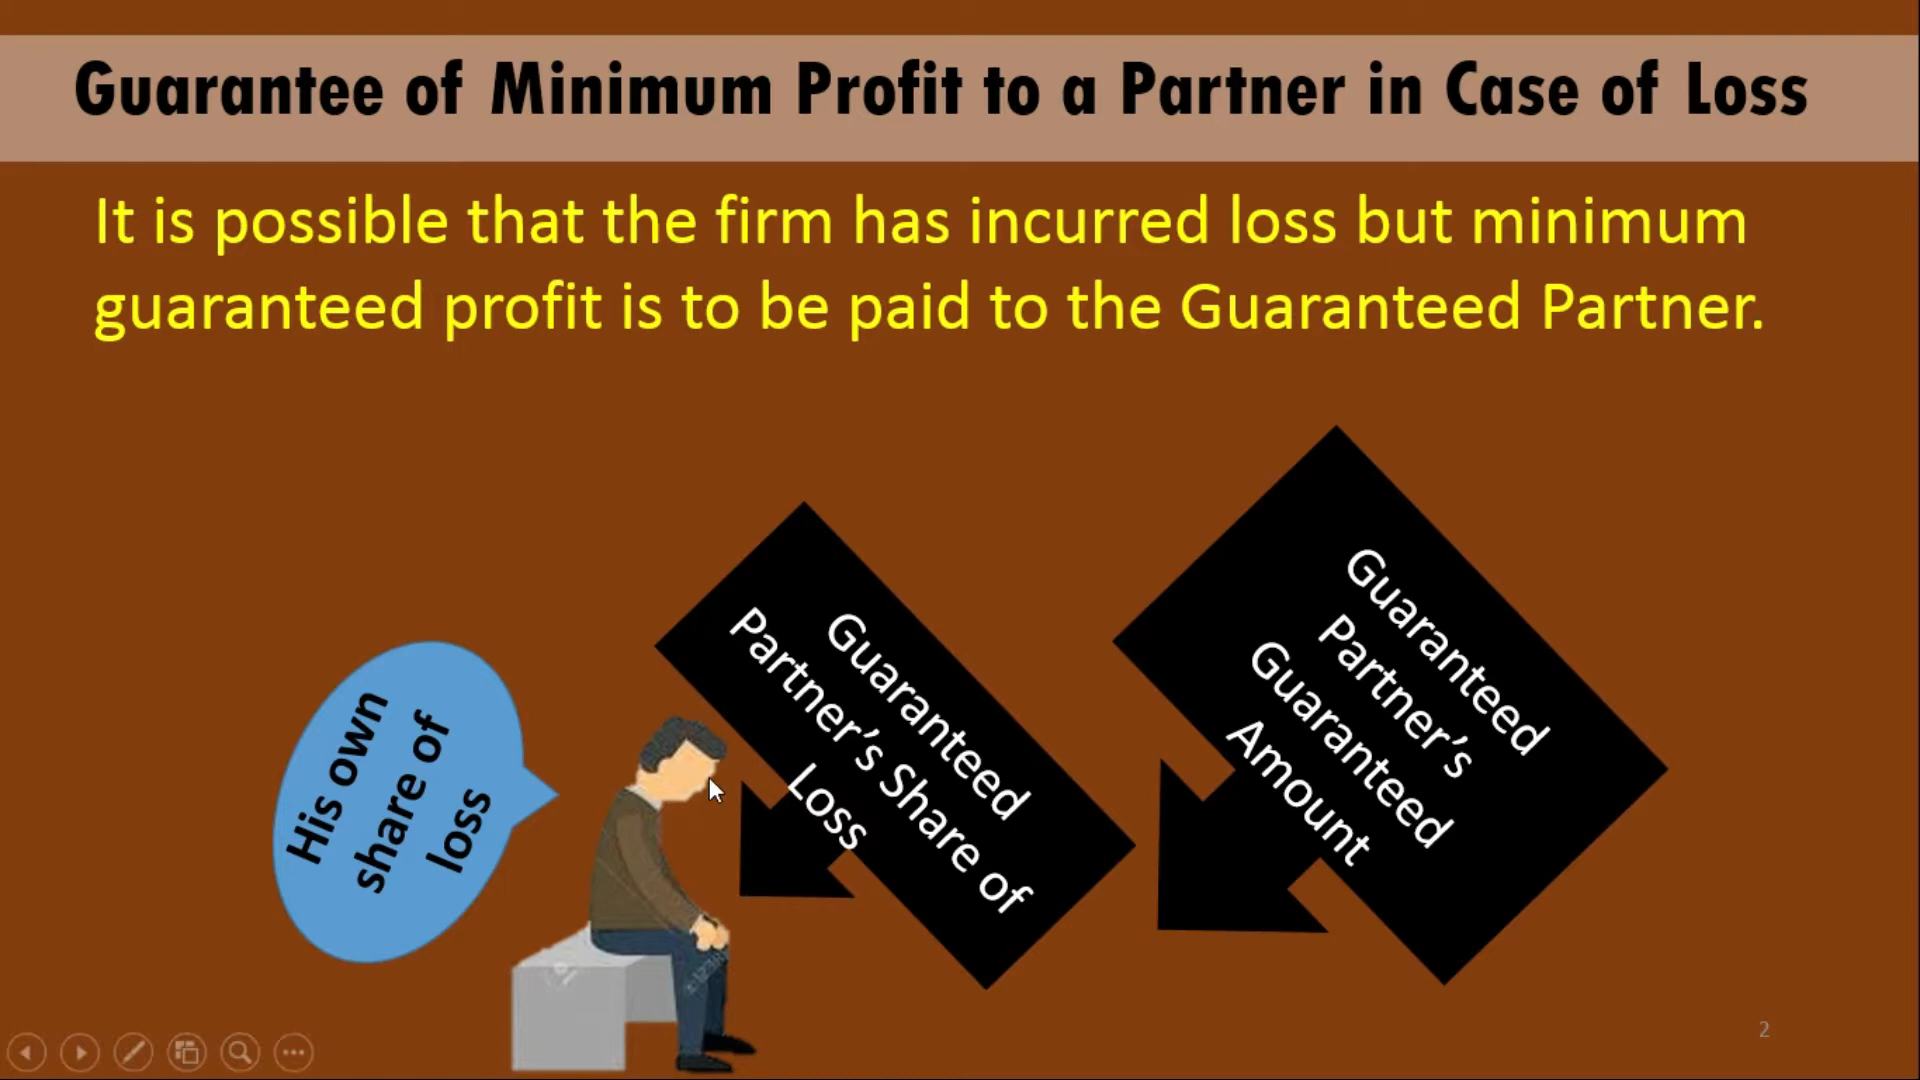 Guarantee of Minimum Profit to a Partner in Case of Loss
It is possible that the firm has incurred loss but minimum
guaranteed profit is to be paid to the Guaranteed Partner.
His own
share of
loss
Guaranteed
Partner's Share of
Loss
Guaranteed
Partner's
Guaranteed
Amount
2